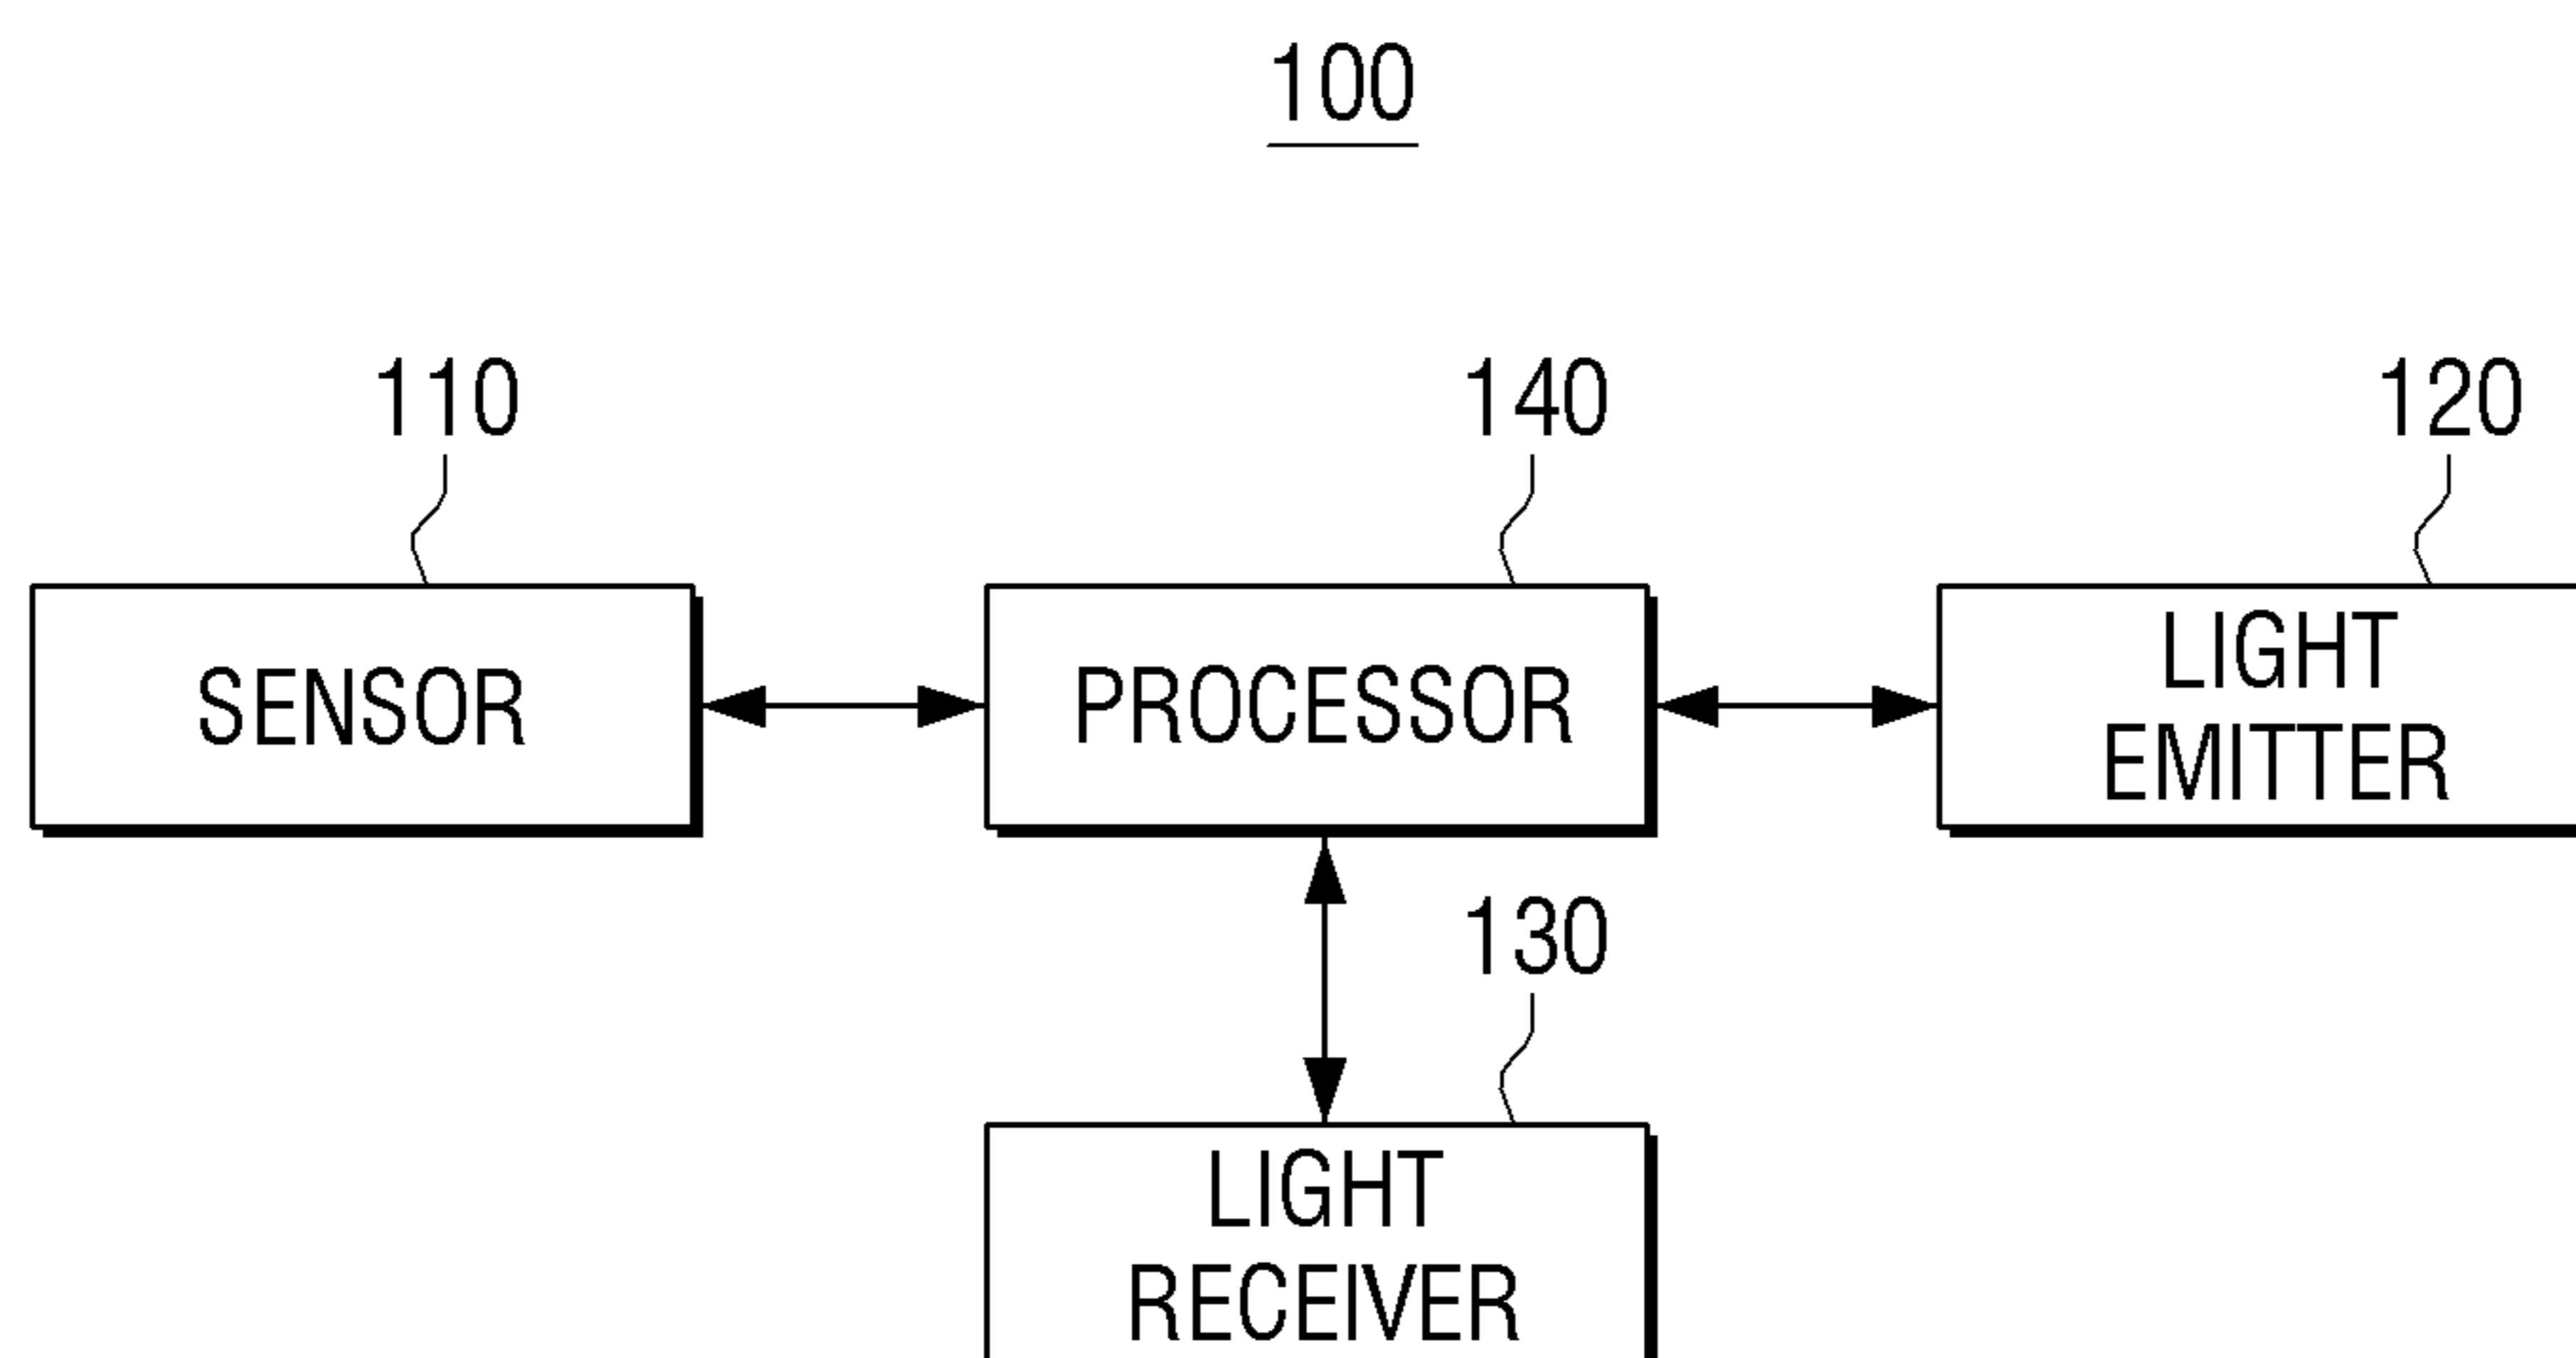 100
110
140
120
SENSOR
PROCESSOR
LIGHT
EMITTER
130
LIGHT
RECEIVER